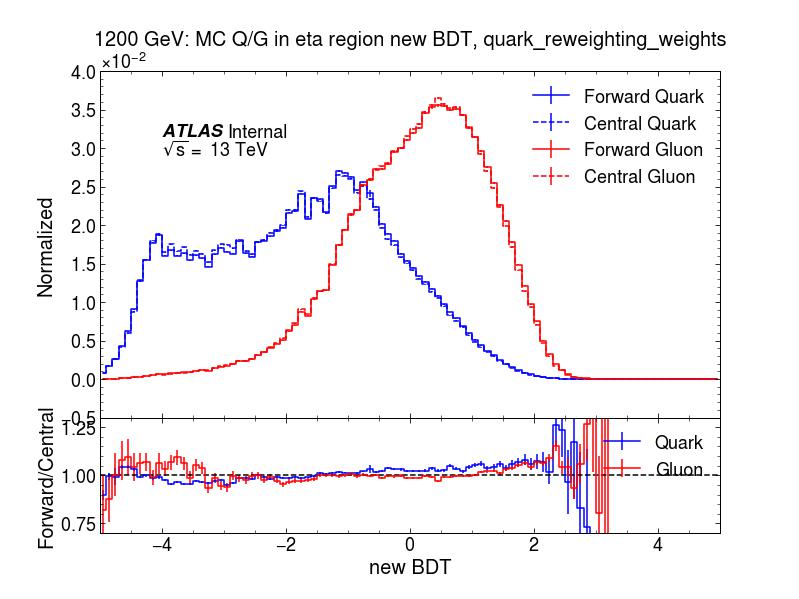 1200 GeV: MC Q/G in eta region new BDT, quark_reweighting_weights
×10⁻²
4.0
3.5
3.0
2.5
2.0
1.5
1.0
0.5
0.0
−0.5
Normalized
ATLAS Internal
√s = 13 TeV
Forward Quark
Central Quark
Forward Gluon
Central Gluon
1.25
1.00
0.75
Forward/Central
Quark
Gluon
−4 −2 0 2 4
new BDT